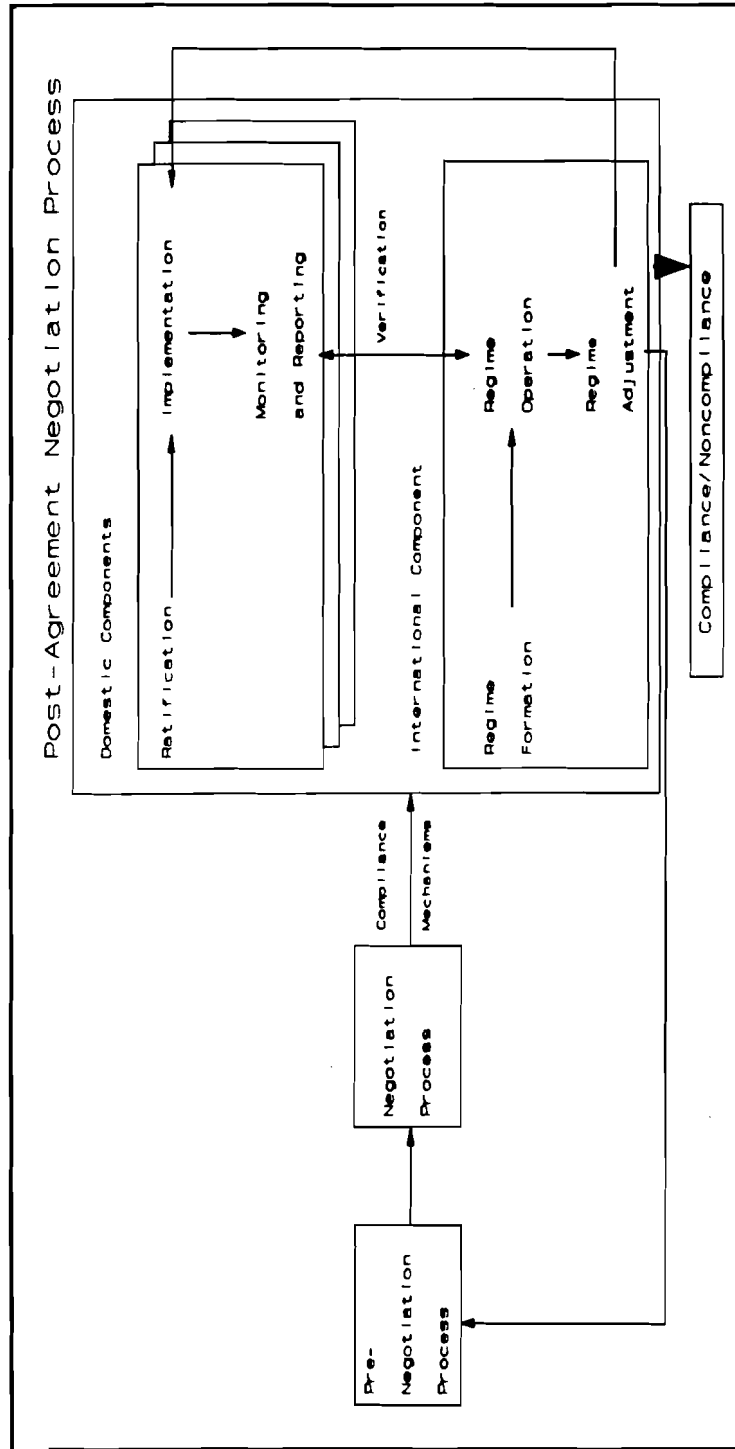 Post-Agreement Negotiation Process
Domestic Components
Ratification
Implementation
Monitoring
and Reporting
Verification
International Component
Regime
Formation
Regime
Operation
Regime
Adjustment
Compliance
Mechanisms
Negotiation
Process
Pre-
Negotiation
Process
Compliance/Noncompliance